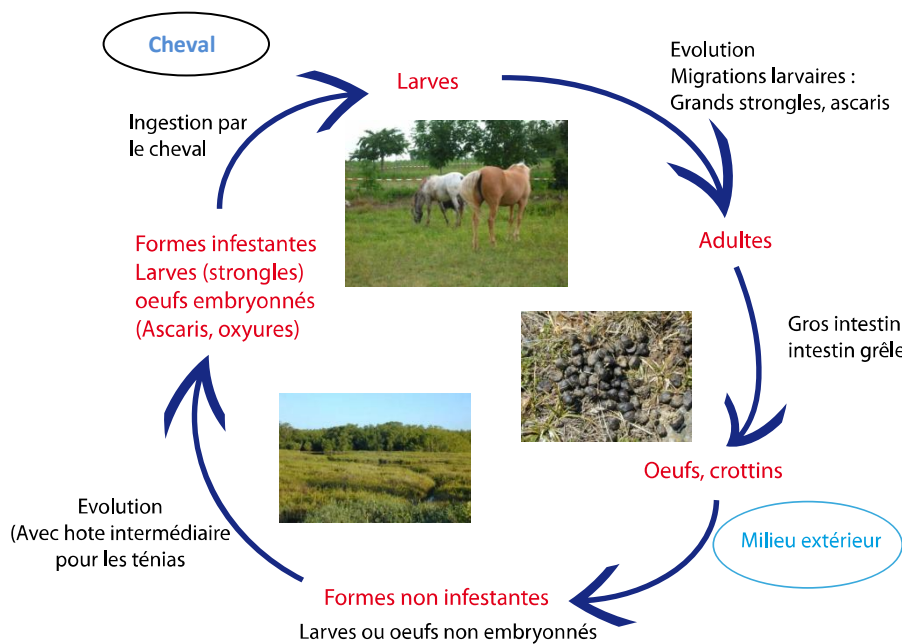 Cheval
Larves
Evolution
Migrations larvaires :
Grands strongles, ascaris
Ingestion par
le cheval
Adultes
Formes infestantes
Larves (strongles)
oeufs embryonnés
(Ascaris, oxyures)
Gros intestin
intestin grêle
Oeufs, crottins
Evolution
(Avec hote intermédiaire
pour les ténias
Milieu extérieur
Formes non infestantes
Larves ou oeufs non embryonnés